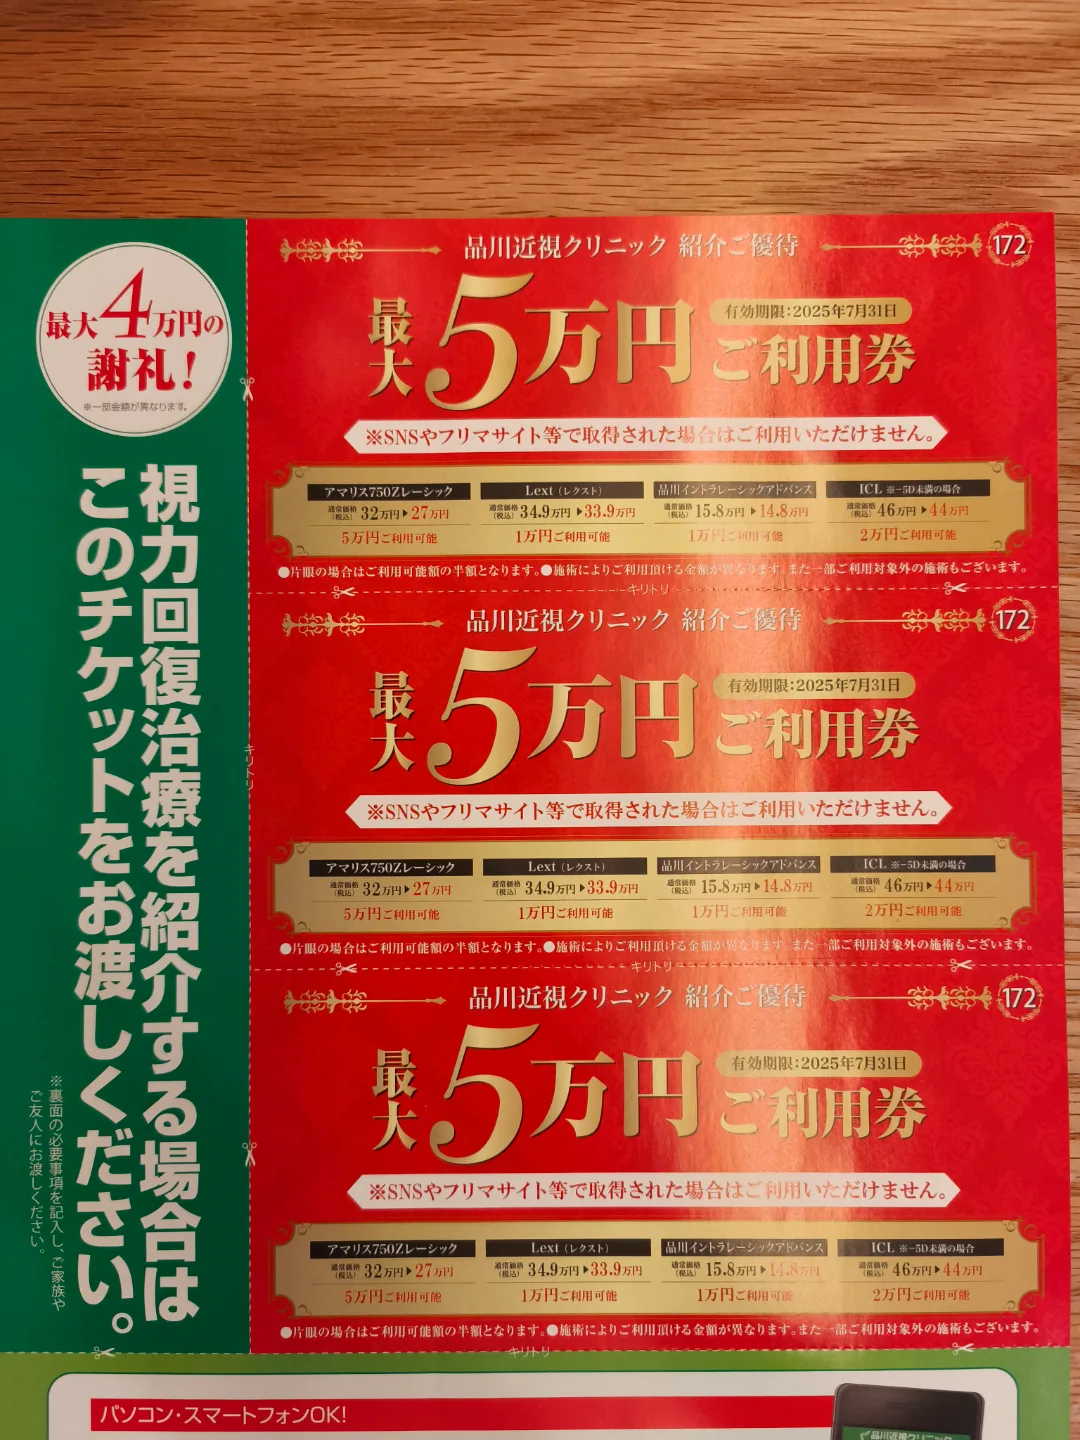 最大4万円の
謝礼!
※一部金額が異なります。
視力回復治療を紹介する場合は
このチケットをお渡しください。
※裏面の必要事項を記入し、ご家族や
ご友人にお渡しください。
品川近視クリニック 紹介ご優待
172
最大5万円
有効期限:2025年7月31日
ご利用券
※SNSやフリマサイト等で取得された場合はご利用いただけません。
アマリス750Zレーシック
通常価格(税込) 32万円▶27万円
5万円ご利用可能
Lext(レクスト)
通常価格(税込) 34.9万円▶33.9万円
1万円ご利用可能
品川イントラレーシックアドバンス
通常価格(税込) 15.8万円▶14.8万円
1万円ご利用可能
ICL ※-5D未満の場合
通常価格(税込) 46万円▶44万円
2万円ご利用可能
●片眼の場合はご利用可能額の半額となります。●施術によりご利用頂ける金額が異なります。また一部ご利用対象外の施術もございます。
キリトリ
品川近視クリニック 紹介ご優待
172
最大5万円
有効期限:2025年7月31日
ご利用券
※SNSやフリマサイト等で取得された場合はご利用いただけません。
アマリス750Zレーシック
通常価格(税込) 32万円▶27万円
5万円ご利用可能
Lext(レクスト)
通常価格(税込) 34.9万円▶33.9万円
1万円ご利用可能
品川イントラレーシックアドバンス
通常価格(税込) 15.8万円▶14.8万円
1万円ご利用可能
ICL ※-5D未満の場合
通常価格(税込) 46万円▶44万円
2万円ご利用可能
●片眼の場合はご利用可能額の半額となります。●施術によりご利用頂ける金額が異なります。また一部ご利用対象外の施術もございます。
キリトリ
キリトリ
品川近視クリニック 紹介ご優待
172
最大5万円
有効期限:2025年7月31日
ご利用券
※SNSやフリマサイト等で取得された場合はご利用いただけません。
アマリス750Zレーシック
通常価格(税込) 32万円▶27万円
5万円ご利用可能
Lext(レクスト)
通常価格(税込) 34.9万円▶33.9万円
1万円ご利用可能
品川イントラレーシックアドバンス
通常価格(税込) 15.8万円▶14.8万円
1万円ご利用可能
ICL ※-5D未満の場合
通常価格(税込) 46万円▶44万円
2万円ご利用可能
●片眼の場合はご利用可能額の半額となります。●施術によりご利用頂ける金額が異なります。また一部ご利用対象外の施術もございます。
キリトリ
パソコン・スマートフォンOK!
品川近視クリニック